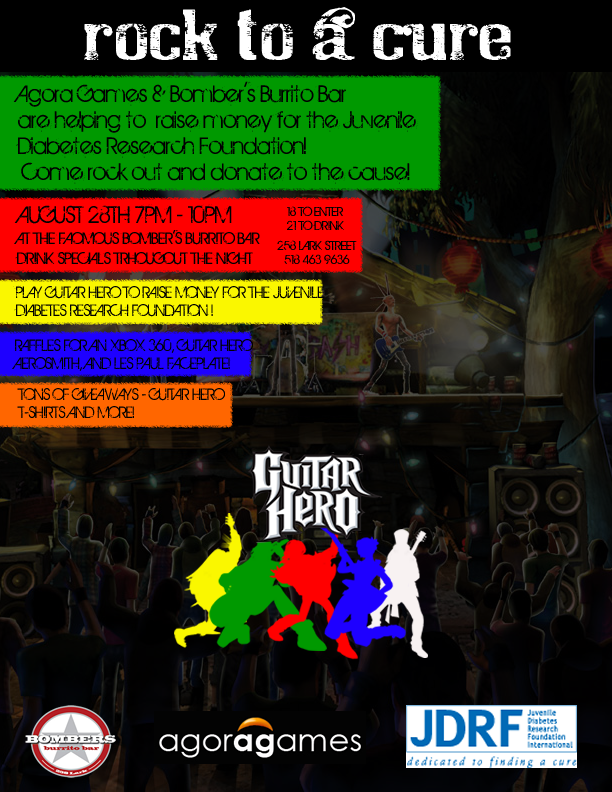 rock to a cure
Agora Games & Bomber's Burrito Bar
are helping to raise money for the Juvenile
Diabetes Research Foundation!
Come rock out and donate to the cause!
AUGUST 28TH 7PM - 10PM
AT THE FAOMOUS BOMBER'S BURRITO BAR
DRINK SPECIALS TRHOUGOUT THE NIGHT
18 TO ENTER
21 TO DRINK
258 LARK STREET
518 463 9636
PLAY GUITAR HERO TO RAISE MONEY FOR THE JUVENILE
DIABETES RESEARCH FOUNDATION !
RAFFLES FOR AN XBOX 360, GUITAR HERO
AEROSMITH, AND LES PAUL FACEPLATE!
TONS OF GIVEAWAYS - GUITAR HERO
T-SHIRTS AND MORE!
GUITAR
HERO
BOMBERS
burrito bar
agoragames
JDRF
Juvenile
Diabetes
Research
Foundation
International
dedicated to finding a cure